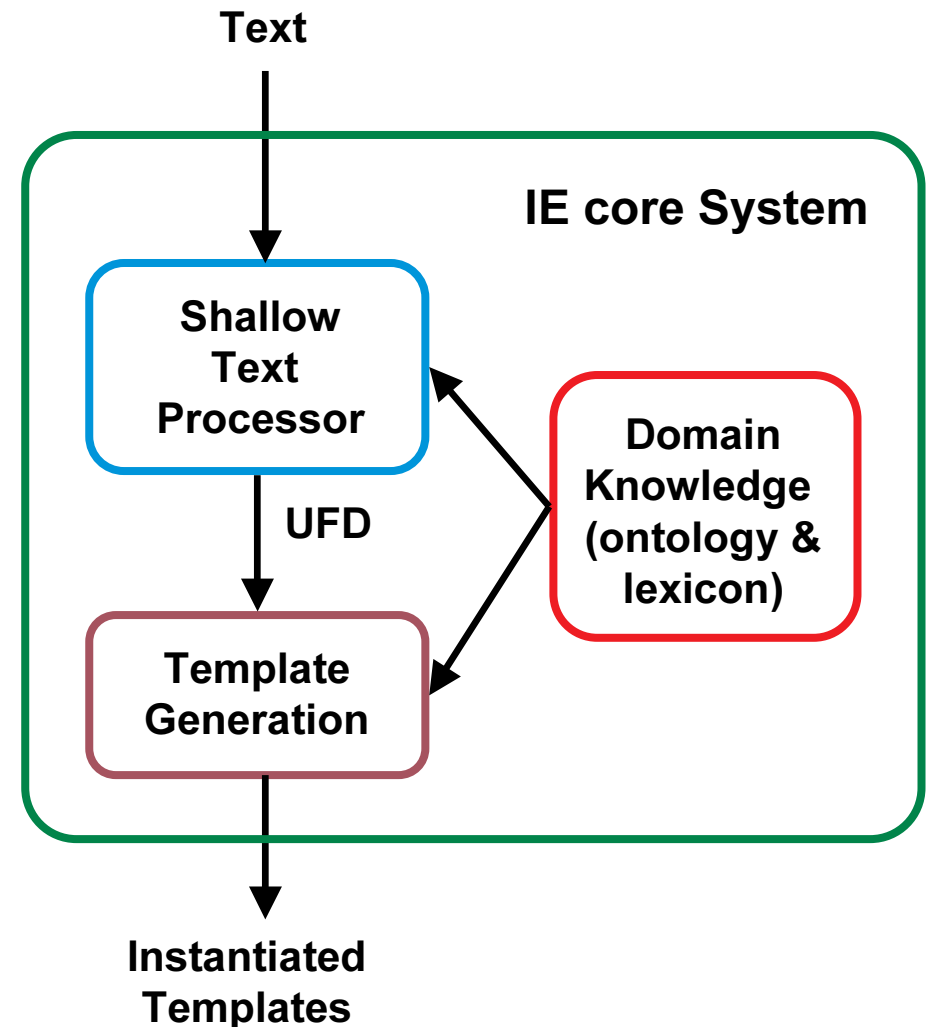 Text
IE core System
Shallow
Text
Processor
Domain
Knowledge
(ontology &
lexicon)
UFD
Template
Generation
Instantiated
Templates